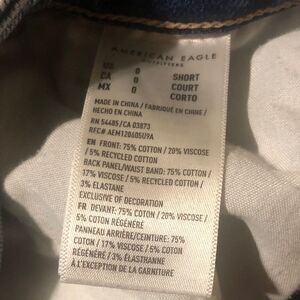 AMERICAN EAGLE
OUTFITTERS
US 0 SHORT
CA 0 COURT
MX 0 CORTO
MADE IN CHINA / FABRIQUÉ EN CHINE /
HECHO EN CHINA
RN 54485/CA 03873
RFC# AEM120605U9A
EN: FRONT: 75% COTTON / 20% VISCOSE
/ 5% RECYCLED COTTON
BACK PANEL/WAIST BAND: 75% COTTON/
17% VISCOSE / 5% RECYCLED COTTON /
3% ELASTANE
EXCLUSIVE OF DECORATION
FR: DEVANT: 75% COTON / 20% VISCOSE /
5% COTON RÉGÉNÉRÉ
PANNEAU ARRIÈRE/CEINTURE: 75%
COTON / 17% VISCOSE / 5% COTON
RÉGÉNÉRÉ / 3% ÉLASTHANNE
À L'EXCEPTION DE LA GARNITURE